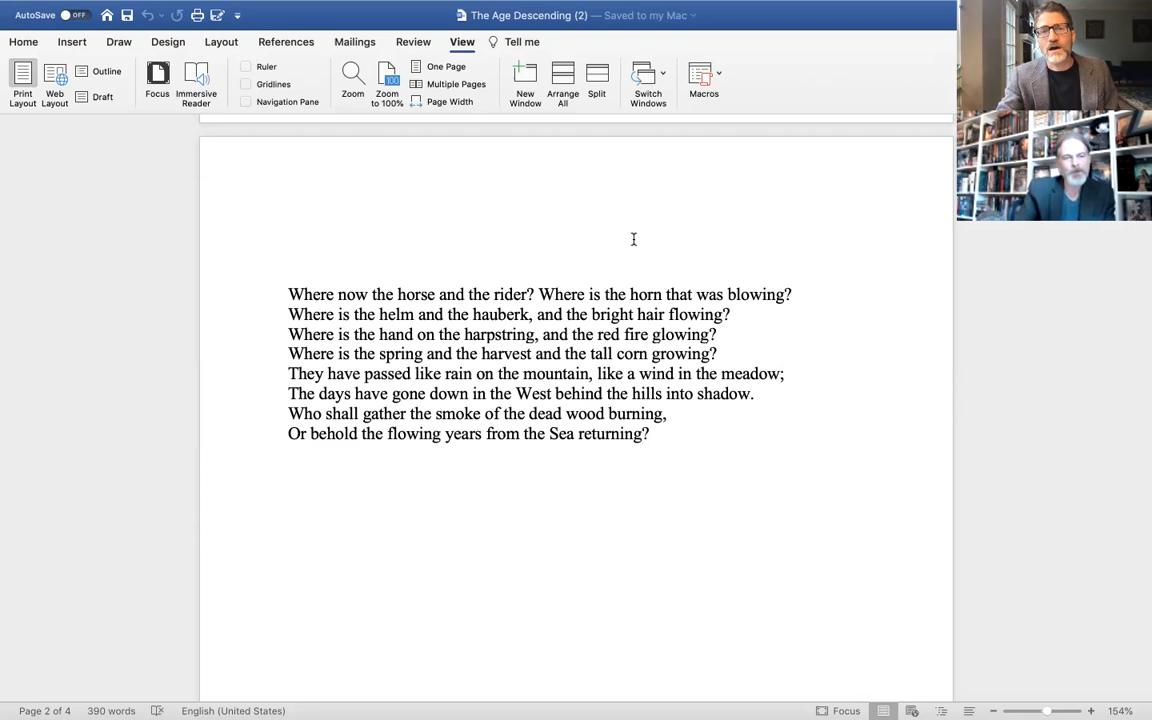 AutoSave OFF The Age Descending (2) — Saved to my Mac
Home Insert Draw Design Layout References Mailings Review View Tell me
Print Layout
Web Layout
Outline
Draft
Focus
Immersive Reader
Ruler
Gridlines
Navigation Pane
Zoom
Zoom to 100%
100
One Page
Multiple Pages
Page Width
New Window
Arrange All
Split
Switch Windows
Macros
Where now the horse and the rider? Where is the horn that was blowing?
Where is the helm and the hauberk, and the bright hair flowing?
Where is the hand on the harpstring, and the red fire glowing?
Where is the spring and the harvest and the tall corn growing?
They have passed like rain on the mountain, like a wind in the meadow;
The days have gone down in the West behind the hills into shadow.
Who shall gather the smoke of the dead wood burning,
Or behold the flowing years from the Sea returning?
Page 2 of 4 390 words English (United States) Focus 154%